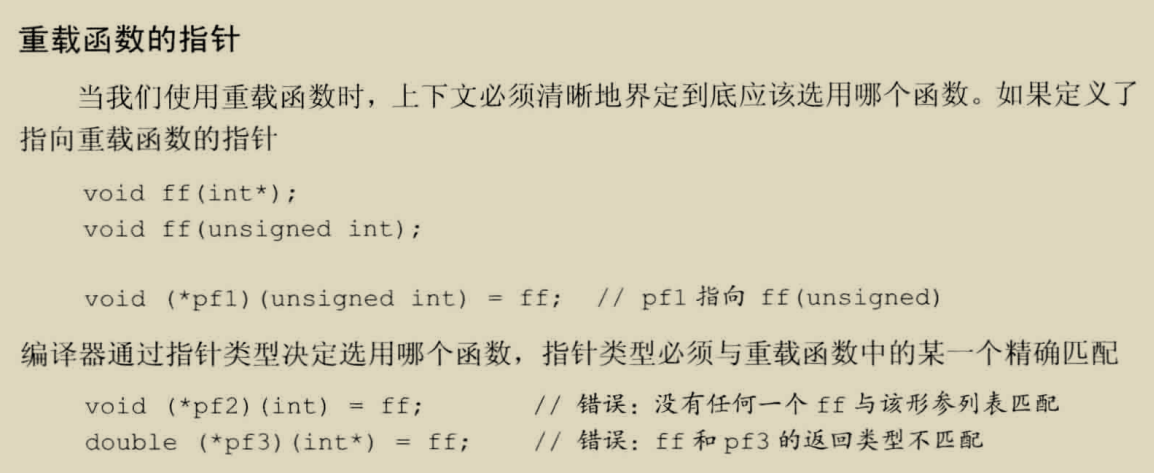 重载函数的指针
当我们使用重载函数时，上下文必须清晰地界定到底应该选用哪个函数。如果定义了
指向重载函数的指针
void ff(int*);
void ff(unsigned int);
void (*pf1)(unsigned int) = ff; // pf1 指向 ff(unsigned)
编译器通过指针类型决定选用哪个函数，指针类型必须与重载函数中的某一个精确匹配
void (*pf2)(int) = ff; // 错误：没有任何一个 ff 与该形参列表匹配
double (*pf3)(int*) = ff; // 错误：ff 和 pf3 的返回类型不匹配